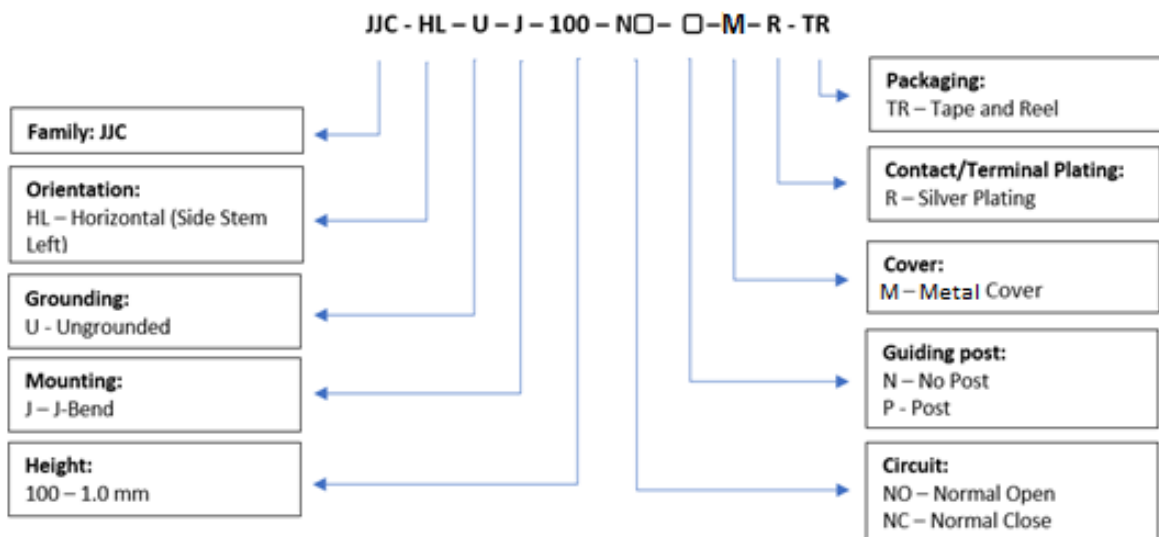 JJC - HL – U – J – 100 – N□ – □ – M – R - TR
Family: JJC
Orientation:
HL – Horizontal (Side Stem
Left)
Grounding:
U - Ungrounded
Mounting:
J – J-Bend
Height:
100 – 1.0 mm
Packaging:
TR – Tape and Reel
Contact/Terminal Plating:
R – Silver Plating
Cover:
M – Metal Cover
Guiding post:
N – No Post
P - Post
Circuit:
NO – Normal Open
NC – Normal Close